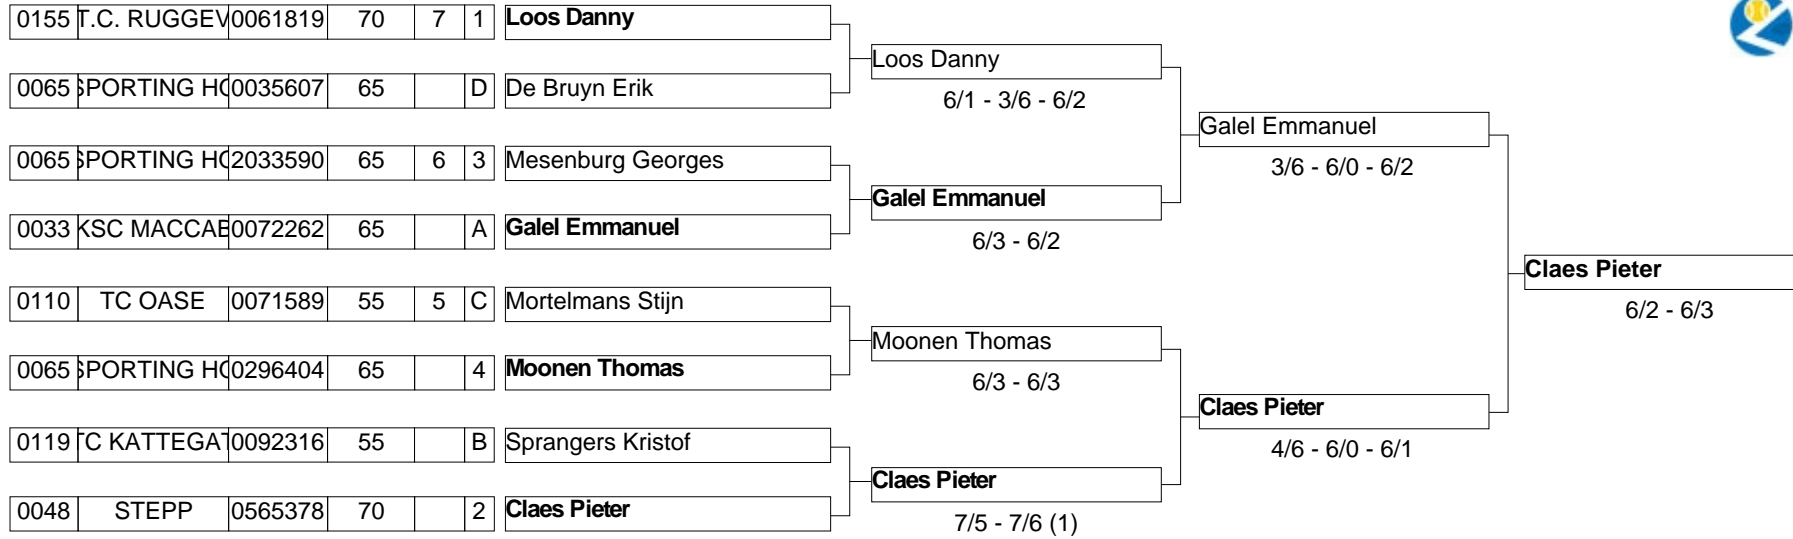 0155 T.C. RUGGEV 0061819 70 7 1 Loos Danny
Loos Danny
0065 SPORTING HO 0035607 65 D De Bruyn Erik
6/1 - 3/6 - 6/2
Galel Emmanuel
0065 SPORTING HO 2033590 65 6 3 Mesenburg Georges
3/6 - 6/0 - 6/2
Galel Emmanuel
0033 KSC MACCAB 0072262 65 A Galel Emmanuel
6/3 - 6/2
Claes Pieter
0110 TC OASE 0071589 55 5 C Mortelmans Stijn
6/2 - 6/3
Moonen Thomas
0065 SPORTING HO 0296404 65 4 Moonen Thomas
6/3 - 6/3
Claes Pieter
0119 TC KATTEGAT 0092316 55 B Sprangers Kristof
4/6 - 6/0 - 6/1
Claes Pieter
0048 STEPP 0565378 70 2 Claes Pieter
7/5 - 7/6 (1)